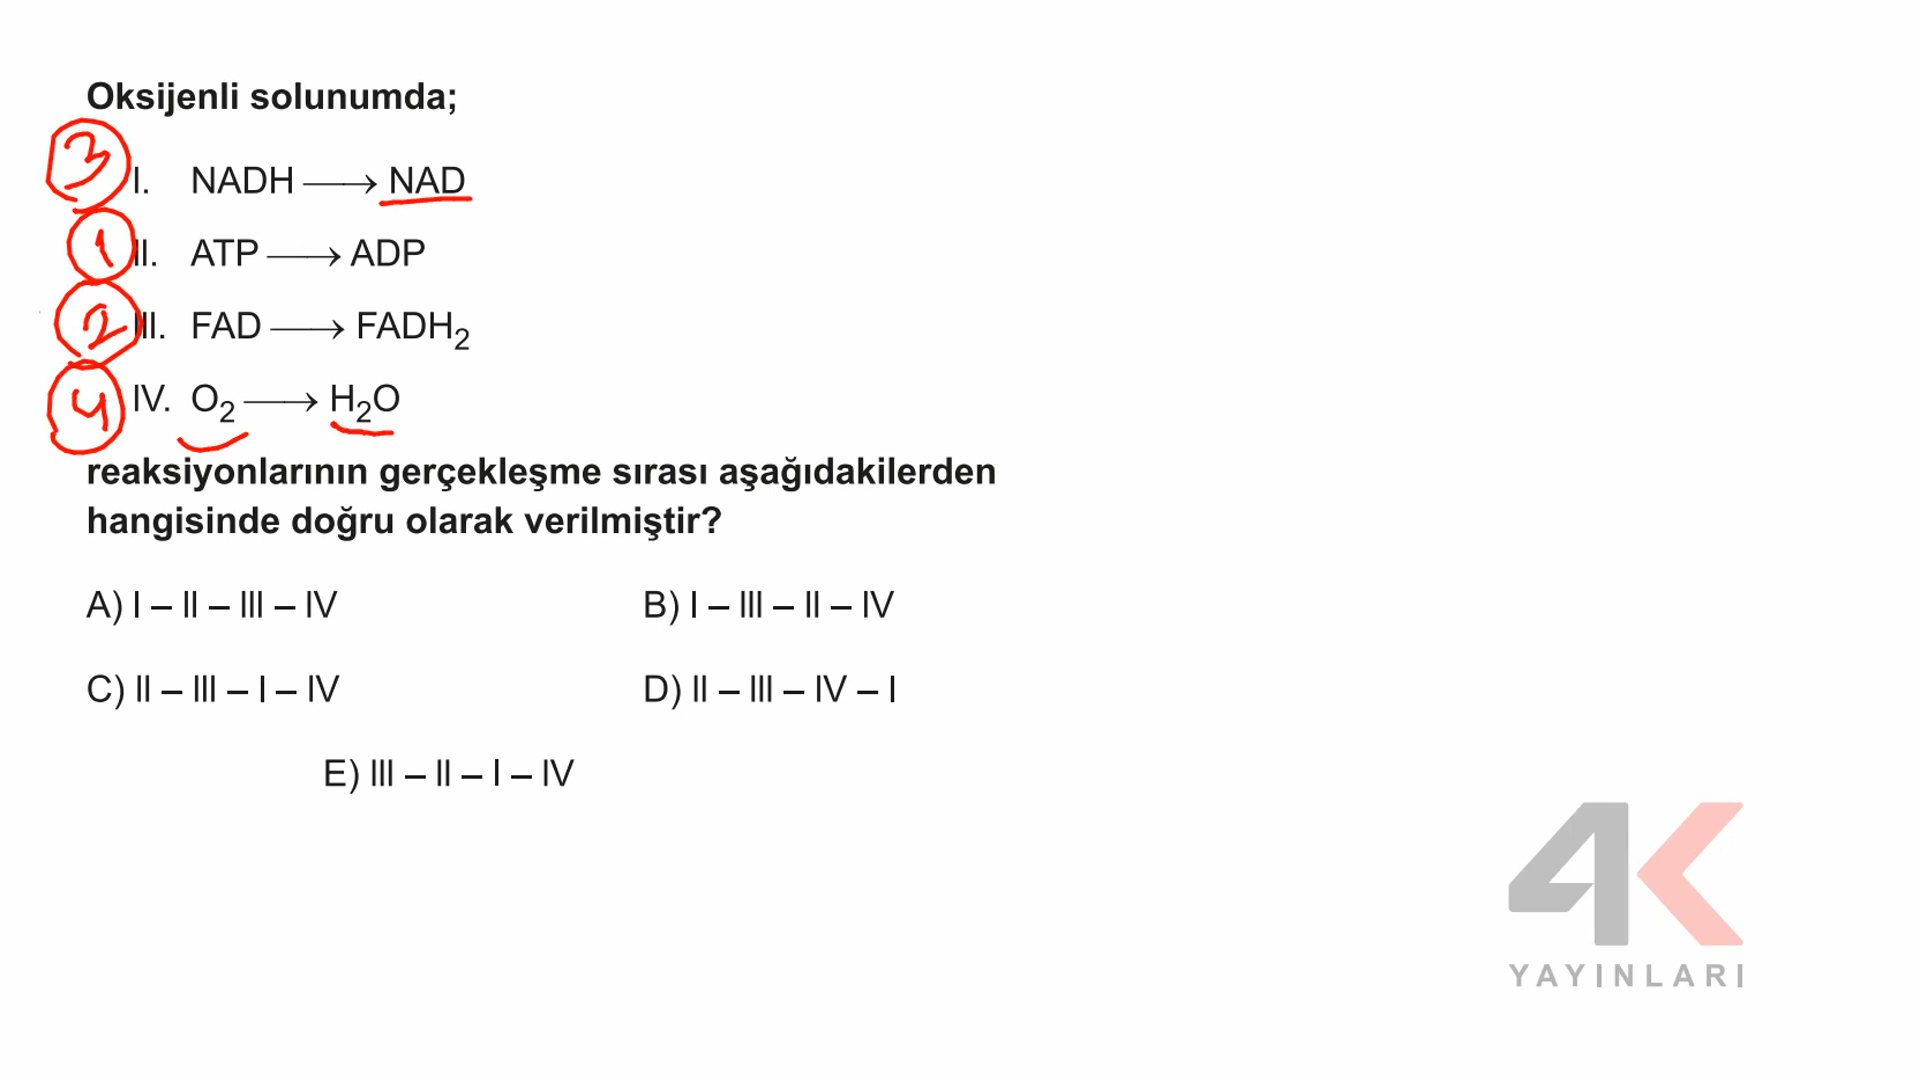 Oksijenli solunumda;
3 I. NADH ⟶ NAD
1 II. ATP ⟶ ADP
2 III. FAD ⟶ FADH₂
4 IV. O₂ ⟶ H₂O
reaksiyonlarının gerçekleşme sırası aşağıdakilerden
hangisinde doğru olarak verilmiştir?
A) I – II – III – IV B) I – III – II – IV
C) II – III – I – IV D) II – III – IV – I
E) III – II – I – IV
4K
YAYINLARI